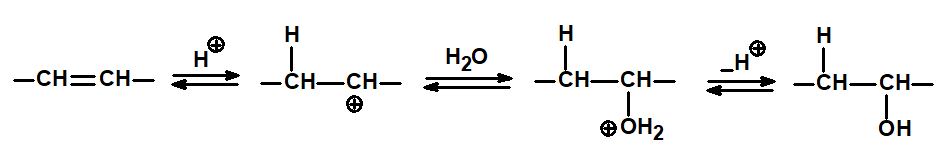 H H H
–CH=CH– H⊕ –CH–CH– H₂O –CH–CH– –H⊕ –CH–CH–
⊕ ⊕OH₂ OH